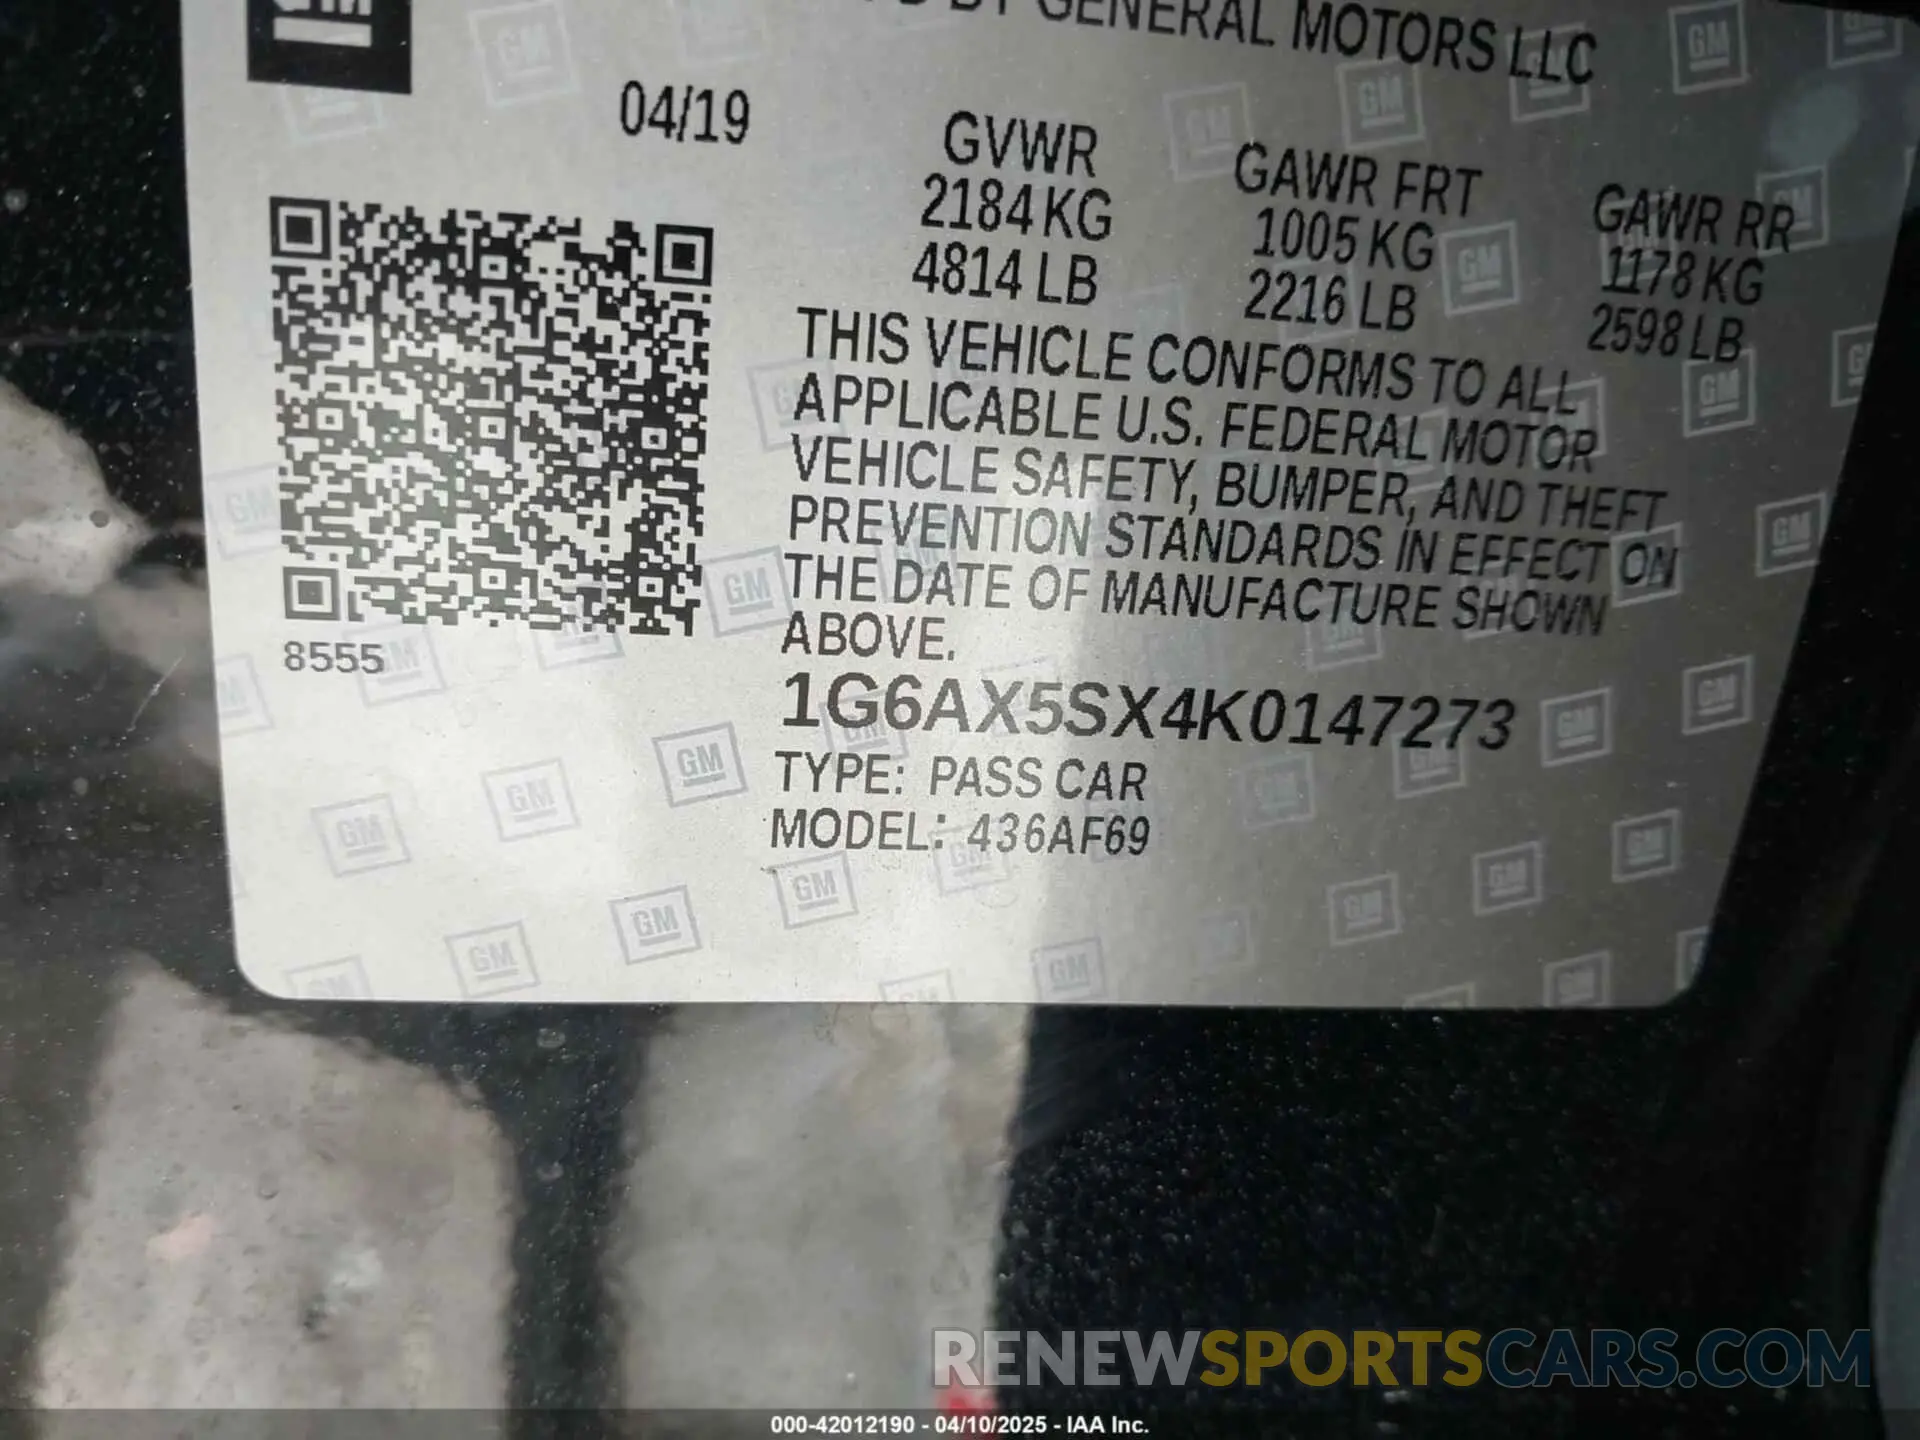 BY GENERAL MOTORS LLC
04/19
GVWR
2184 KG
4814 LB
GAWR FRT
1005 KG
2216 LB
GAWR RR
1178 KG
2598 LB
THIS VEHICLE CONFORMS TO ALL
APPLICABLE U.S. FEDERAL MOTOR
VEHICLE SAFETY, BUMPER, AND THEFT
PREVENTION STANDARDS IN EFFECT ON
THE DATE OF MANUFACTURE SHOWN
ABOVE.
8555
1G6AX5SX4K0147273
TYPE: PASS CAR
MODEL: 436AF69
RENEWSPORTSCARS.COM
000-42012190 - 04/10/2025 - IAA Inc.